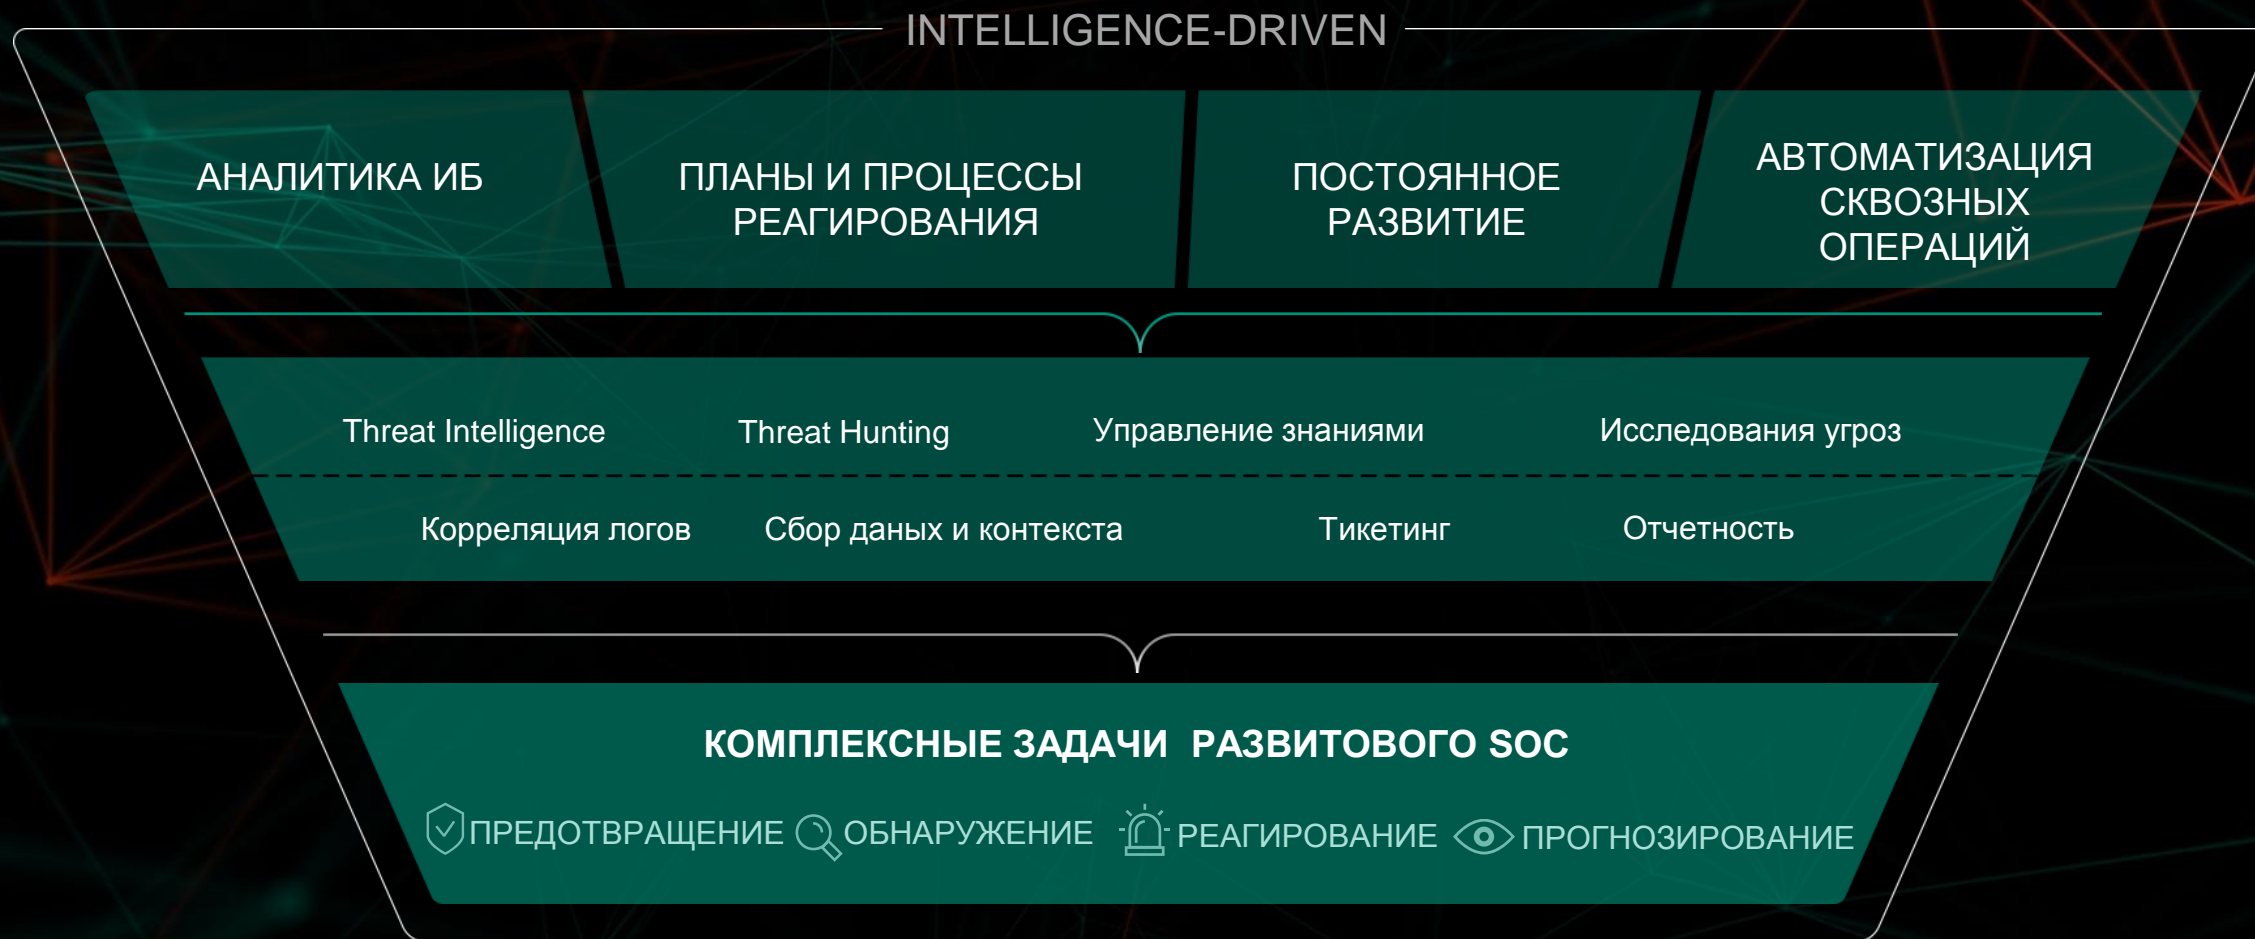 INTELLIGENCE-DRIVEN
АНАЛИТИКА ИБ
ПЛАНЫ И ПРОЦЕССЫ
РЕАГИРОВАНИЯ
ПОСТОЯННОЕ
РАЗВИТИЕ
АВТОМАТИЗАЦИЯ
СКВОЗНЫХ
ОПЕРАЦИЙ
Threat Intelligence
Threat Hunting
Управление знаниями
Исследования угроз
Корреляция логов
Сбор даных и контекста
Тикетинг
Отчетность
КОМПЛЕКСНЫЕ ЗАДАЧИ РАЗВИТОВОГО SOC
ПРЕДОТВРАЩЕНИЕ
ОБНАРУЖЕНИЕ
РЕАГИРОВАНИЕ
ПРОГНОЗИРОВАНИЕ